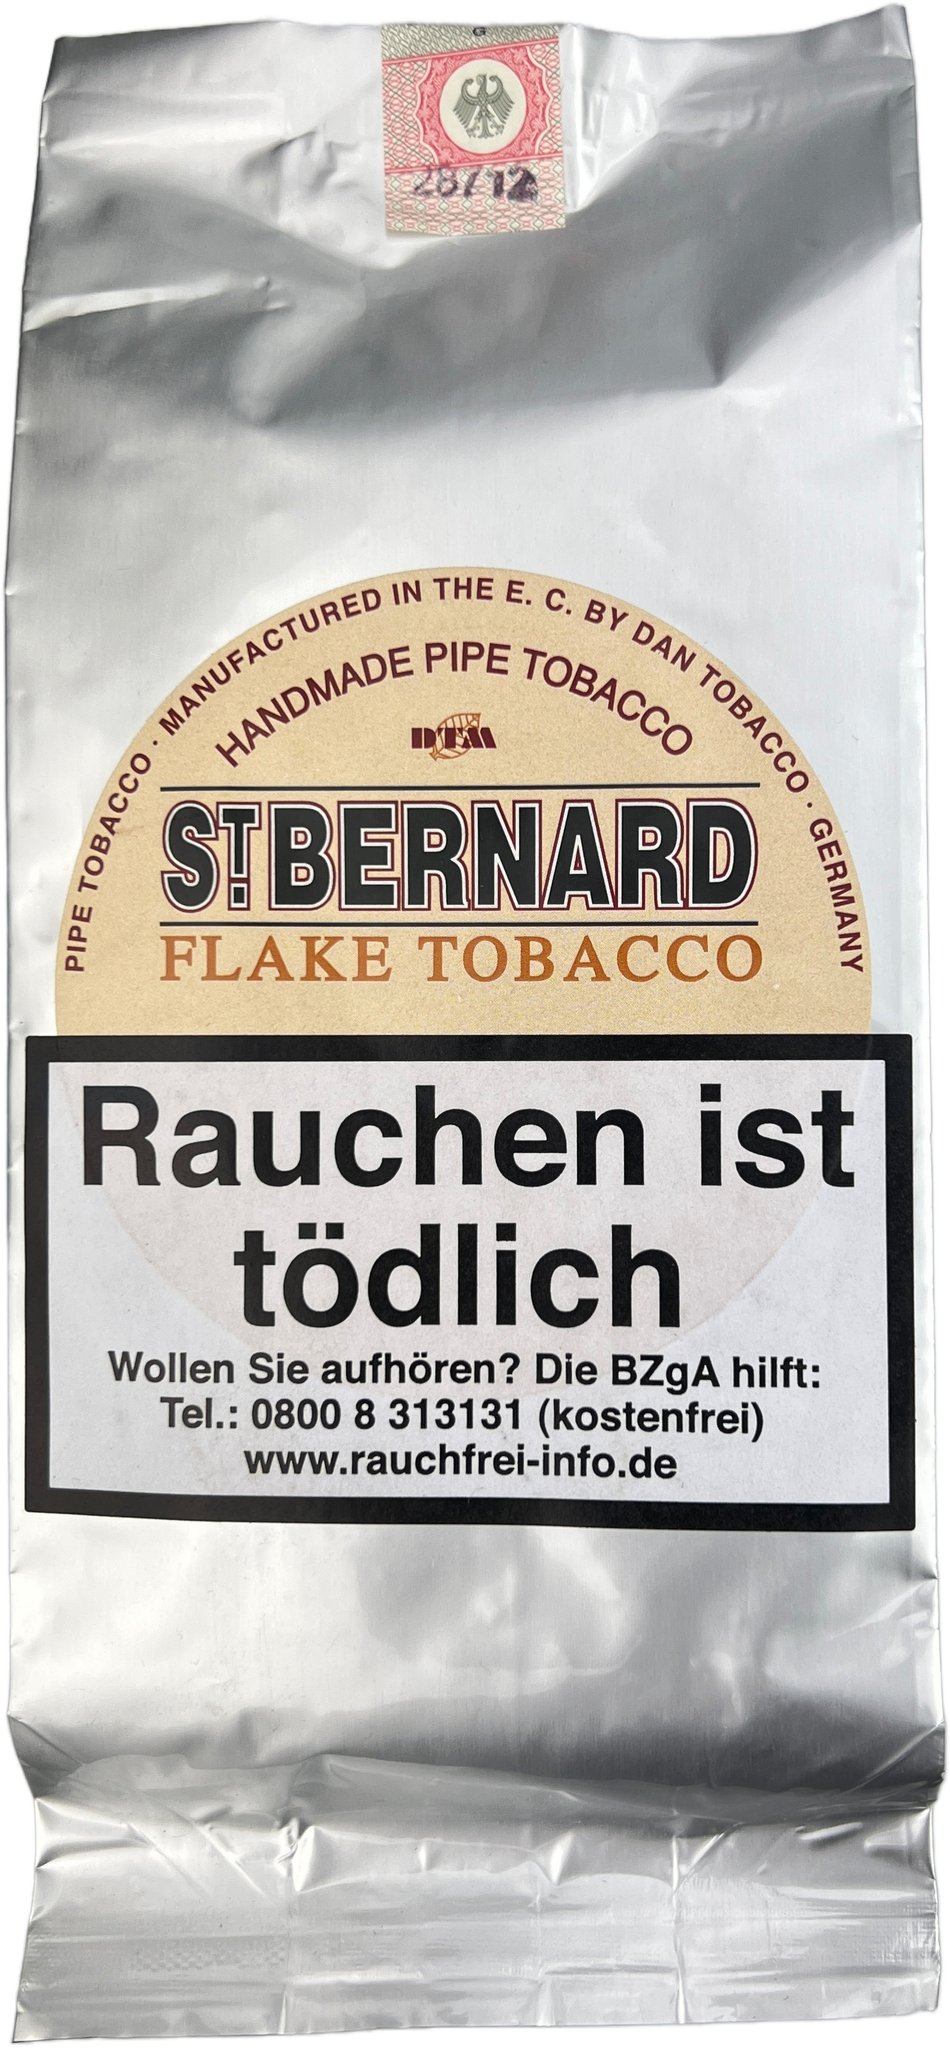 G
28/12
PIPE TOBACCO · MANUFACTURED IN THE E. C. BY DAN TOBACCO · GERMANY
HANDMADE PIPE TOBACCO
DTM
ST. BERNARD
FLAKE TOBACCO
Rauchen ist
tödlich
Wollen Sie aufhören? Die BZgA hilft:
Tel.: 0800 8 313131 (kostenfrei)
www.rauchfrei-info.de